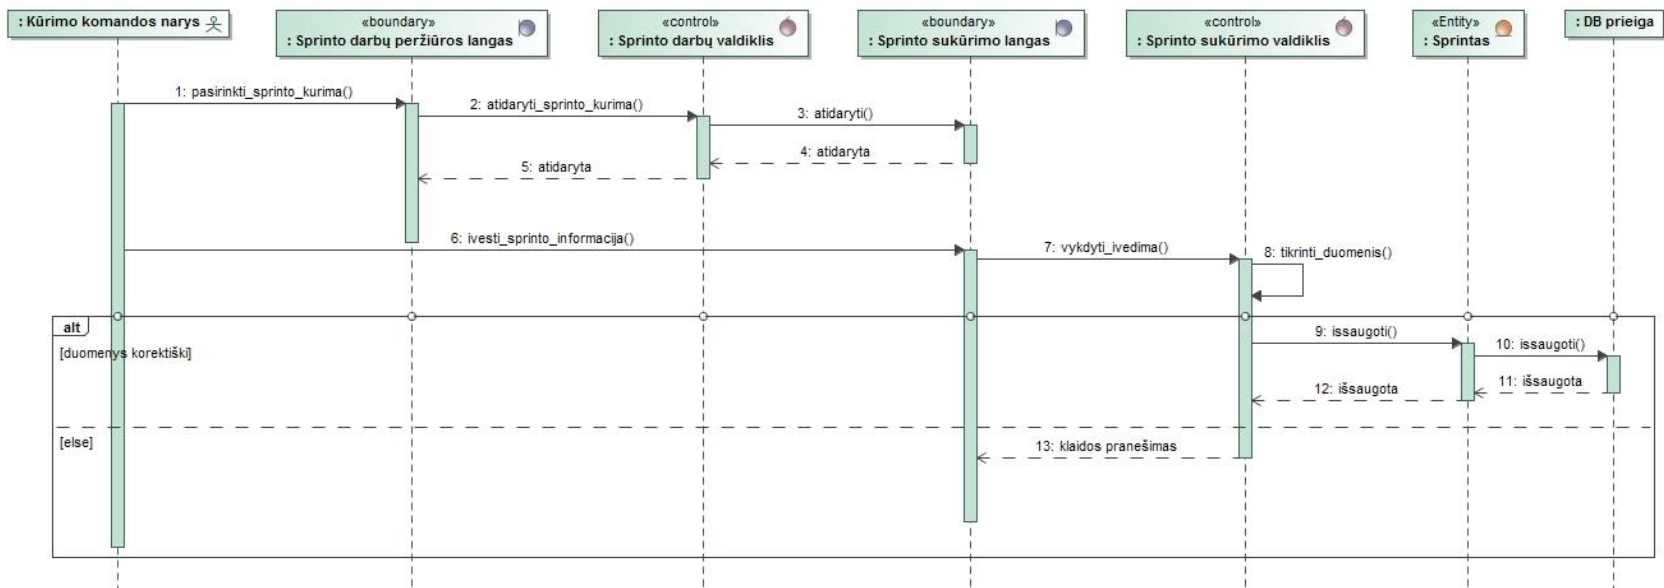 : Kūrimo komandos narys
«boundary»
: Sprinto darbų peržiūros langas
«control»
: Sprinto darbų valdiklis
«boundary»
: Sprinto sukūrimo langas
«control»
: Sprinto sukūrimo valdiklis
«Entity»
: Sprintas
: DB prieiga
1: pasirinkti_sprinto_kurima()
2: atidaryti_sprinto_kurima()
3: atidaryti()
4: atidaryta
5: atidaryta
6: ivesti_sprinto_informacija()
7: vykdyti_ivedima()
8: tikrinti_duomenis()
alt
[duomenys korektiški]
9: issaugoti()
10: issaugoti()
11: išsaugota
12: išsaugota
[else]
13: klaidos pranešimas